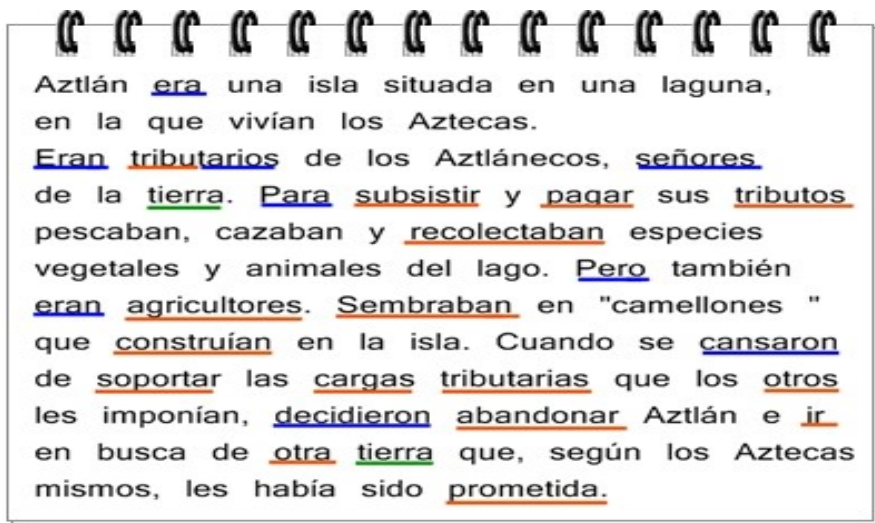 Aztlán era una isla situada en una laguna,
en la que vivían los Aztecas.
Eran tributarios de los Aztlánecos, señores
de la tierra. Para subsistir y pagar sus tributos
pescaban, cazaban y recolectaban especies
vegetales y animales del lago. Pero también
eran agricultores. Sembraban en "camellones "
que construían en la isla. Cuando se cansaron
de soportar las cargas tributarias que los otros
les imponían, decidieron abandonar Aztlán e ir
en busca de otra tierra que, según los Aztecas
mismos, les había sido prometida.